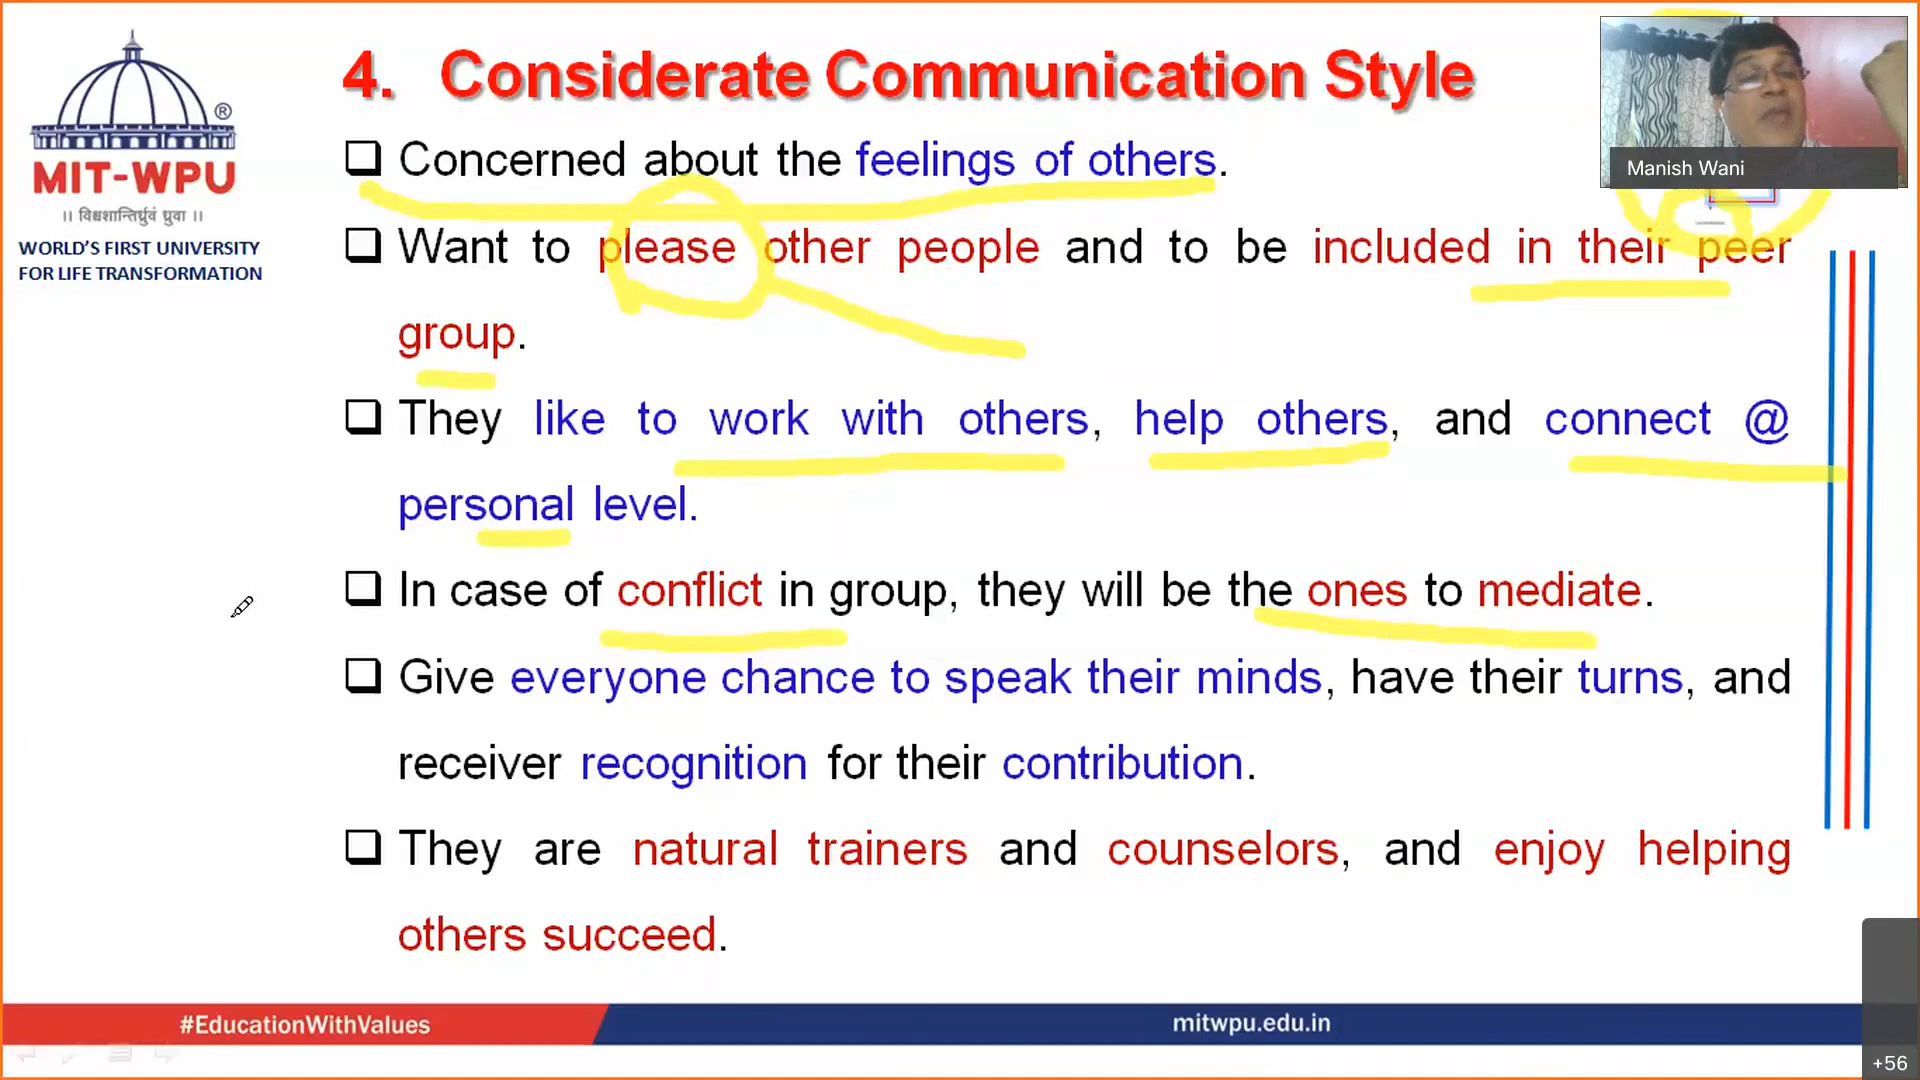 4. Considerate Communication Style
❑ Concerned about the feelings of others.
❑ Want to please other people and to be included in their peer
group.
❑ They like to work with others, help others, and connect @
personal level.
❑ In case of conflict in group, they will be the ones to mediate.
❑ Give everyone chance to speak their minds, have their turns, and
receiver recognition for their contribution.
❑ They are natural trainers and counselors, and enjoy helping
others succeed.
®
MIT-WPU
|| विश्वशान्तिर्ध्रुवं ध्रुवा ||
WORLD'S FIRST UNIVERSITY
FOR LIFE TRANSFORMATION
Manish Wani
#EducationWithValues
mitwpu.edu.in
+56